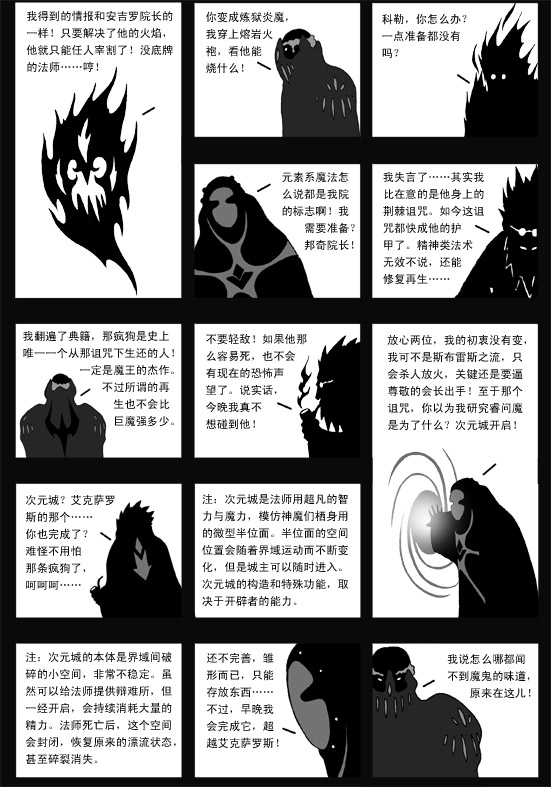 我得到的情报和安吉罗院长的
一样！只要解决了他的火焰，
他就只能任人宰割了！没底牌
的法师……哼！
你变成炼狱炎魔，
我穿上熔岩火
袍，看他能
烧什么！
科勒，你怎么办？
一点准备都没有
吗？
元素系魔法怎
么说都是我院
的标志啊！我
需要准备？
邦奇院长！
我失言了……其实我
比在意的是他身上的
荆棘诅咒。如今这诅
咒都快成他的护
甲了。精神类法术
无效不说，还能
修复再生……
我翻遍了典籍，那疯狗是史上
唯一一个从那诅咒下生还的人！
一定是魔王的杰作。
不过所谓的再
生也不会比
巨魔强多少。
不要轻敌！如果他那
么容易死，也不会
有现在的恐怖声
望了。说实话，
今晚我真不
想碰到他！
放心两位，我的初衷没有变，
我可不是斯布雷斯之流，只
会杀人放火，关键还是要逼
尊敬的会长出手！至于那个
诅咒，你以为我研究睿问魔
是为了什么？次元城开启！
次元城？艾克萨罗
斯的那个……
你也完成了？
难怪不用怕
那条疯狗了，
呵呵呵……
注：次元城是法师用超凡的智
力与魔力，模仿神魔们栖身用
的微型半位面。半位面的空间
位置会随着界域运动而不断变
化，但是城主可以随时进入。
次元城的构造和特殊功能，取
决于开辟者的能力。
注：次元城的本体是界域间破
碎的小空间，非常不稳定。虽
然可以给法师提供辩难所，但
一经开启，会持续消耗大量的
精力。法师死亡后，这个空间
会封闭，恢复原来的漂流状态，
甚至碎裂消失。
还不完善，雏
形而已，只能
存放东西……
不过，早晚我
会完成它，超
越艾克萨罗斯！
我说怎么哪都闻
不到魔鬼的味道，
原来在这儿！